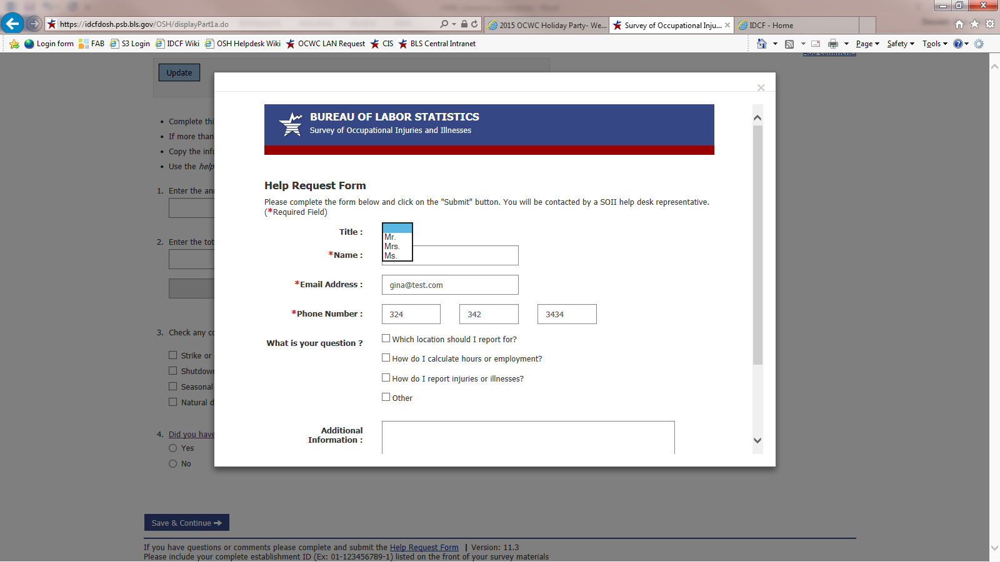 https://idcfdosh.psb.bls.gov/OSH/displayPart1a.do
2015 OCWC Holiday Party- We...
Survey of Occupational Inju...
IDCF - Home
Login form
FAB
S3 Login
IDCF Wiki
OSH Helpdesk Wiki
OCWC LAN Request
CIS
BLS Central Intranet
Page
Safety
Tools
Add comments
Update
BUREAU OF LABOR STATISTICS
Survey of Occupational Injuries and Illnesses
Complete thi
If more than
Copy the info
Use the help
1. Enter the an
2. Enter the tot
3. Check any co
Strike or
Shutdown
Seasonal
Natural d
4. Did you have
Yes
No
Help Request Form
Please complete the form below and click on the "Submit" button. You will be contacted by a SOII help desk representative.
(*Required Field)
Title :
Mr.
Mrs.
Ms.
*Name :
*Email Address :
gina@test.com
*Phone Number :
324 342 3434
What is your question ?
Which location should I report for?
How do I calculate hours or employment?
How do I report injuries or illnesses?
Other
Additional
Information :
Save & Continue
If you have questions or comments please complete and submit the Help Request Form | Version: 11.3
Please include your complete establishment ID (Ex: 01-123456789-1) listed on the front of your survey materials